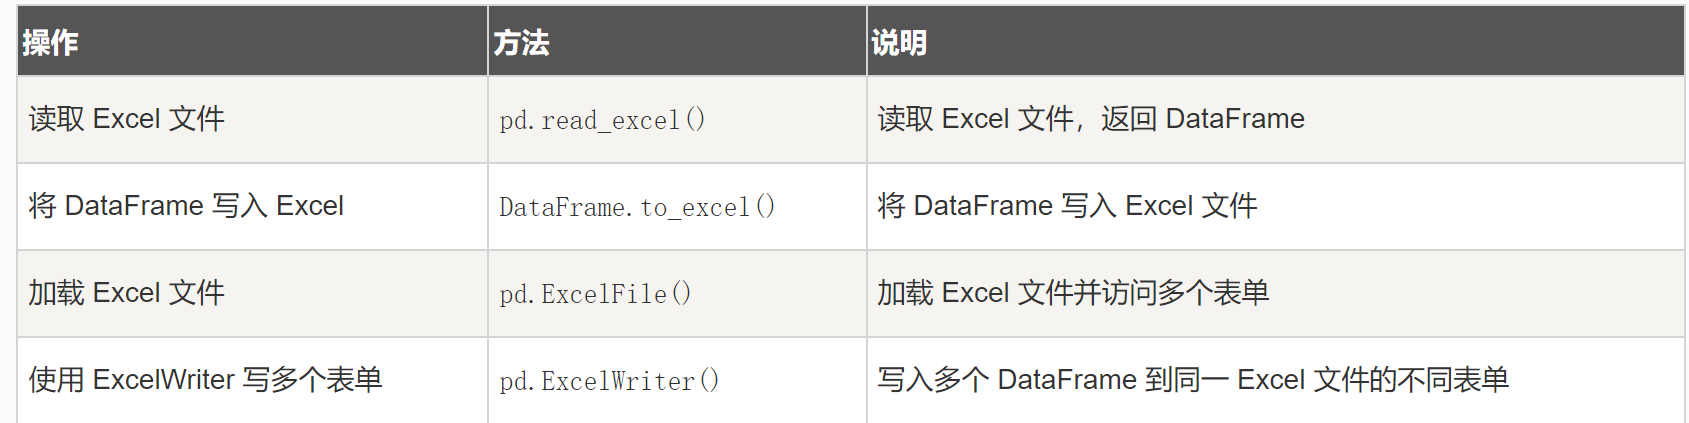 操作 方法 说明
读取 Excel 文件 pd.read_excel() 读取 Excel 文件，返回 DataFrame
将 DataFrame 写入 Excel DataFrame.to_excel() 将 DataFrame 写入 Excel 文件
加载 Excel 文件 pd.ExcelFile() 加载 Excel 文件并访问多个表单
使用 ExcelWriter 写多个表单 pd.ExcelWriter() 写入多个 DataFrame 到同一 Excel 文件的不同表单